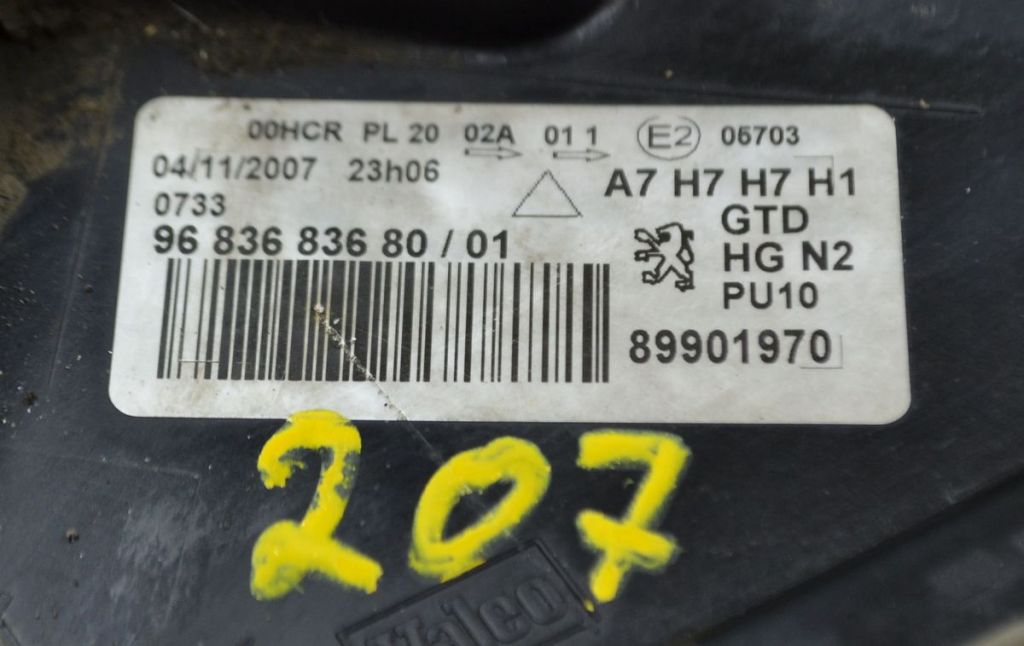 00HCR PL 20 02A 01 1 E2 05703
04/11/2007 23h06
0733
96 836 836 80 / 01
A7 H7 H7 H1
GTD
HG N2
PU10
89901970
207
Valeo